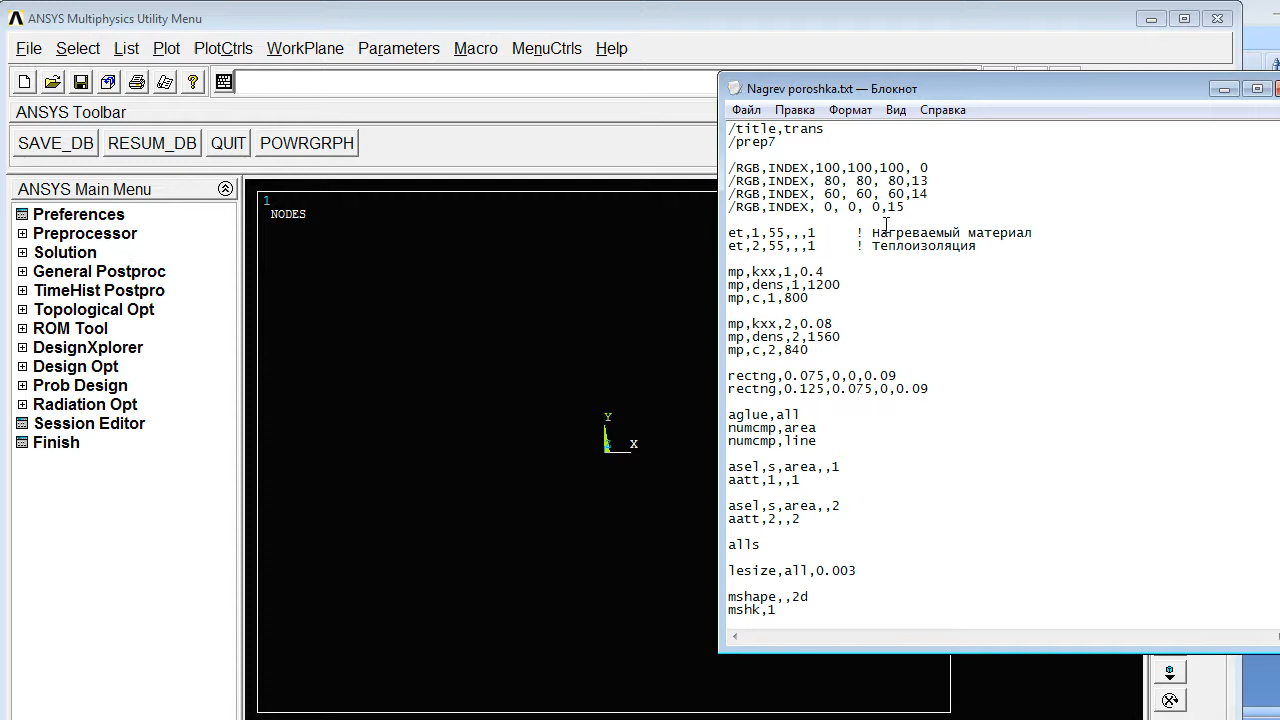 ANSYS Multiphysics Utility Menu
File Select List Plot PlotCtrls WorkPlane Parameters Macro MenuCtrls Help
ANSYS Toolbar
SAVE_DB RESUM_DB QUIT POWRGRPH
ANSYS Main Menu
Preferences
Preprocessor
Solution
General Postproc
TimeHist Postpro
Topological Opt
ROM Tool
DesignXplorer
Design Opt
Prob Design
Radiation Opt
Session Editor
Finish
1
NODES
Y
X
Nagrev poroshka.txt — Блокнот
Файл Правка Формат Вид Справка
/title,trans
/prep7
/RGB,INDEX,100,100,100, 0
/RGB,INDEX, 80, 80, 80,13
/RGB,INDEX, 60, 60, 60,14
/RGB,INDEX, 0, 0, 0,15
et,1,55,,,1 ! Нагреваемый материал
et,2,55,,,1 ! Теплоизоляция
mp,kxx,1,0.4
mp,dens,1,1200
mp,c,1,800
mp,kxx,2,0.08
mp,dens,2,1560
mp,c,2,840
rectng,0.075,0,0,0.09
rectng,0.125,0.075,0,0.09
aglue,all
numcmp,area
numcmp,line
asel,s,area,,1
aatt,1,,1
asel,s,area,,2
aatt,2,,2
alls
lesize,all,0.003
mshape,,2d
mshk,1